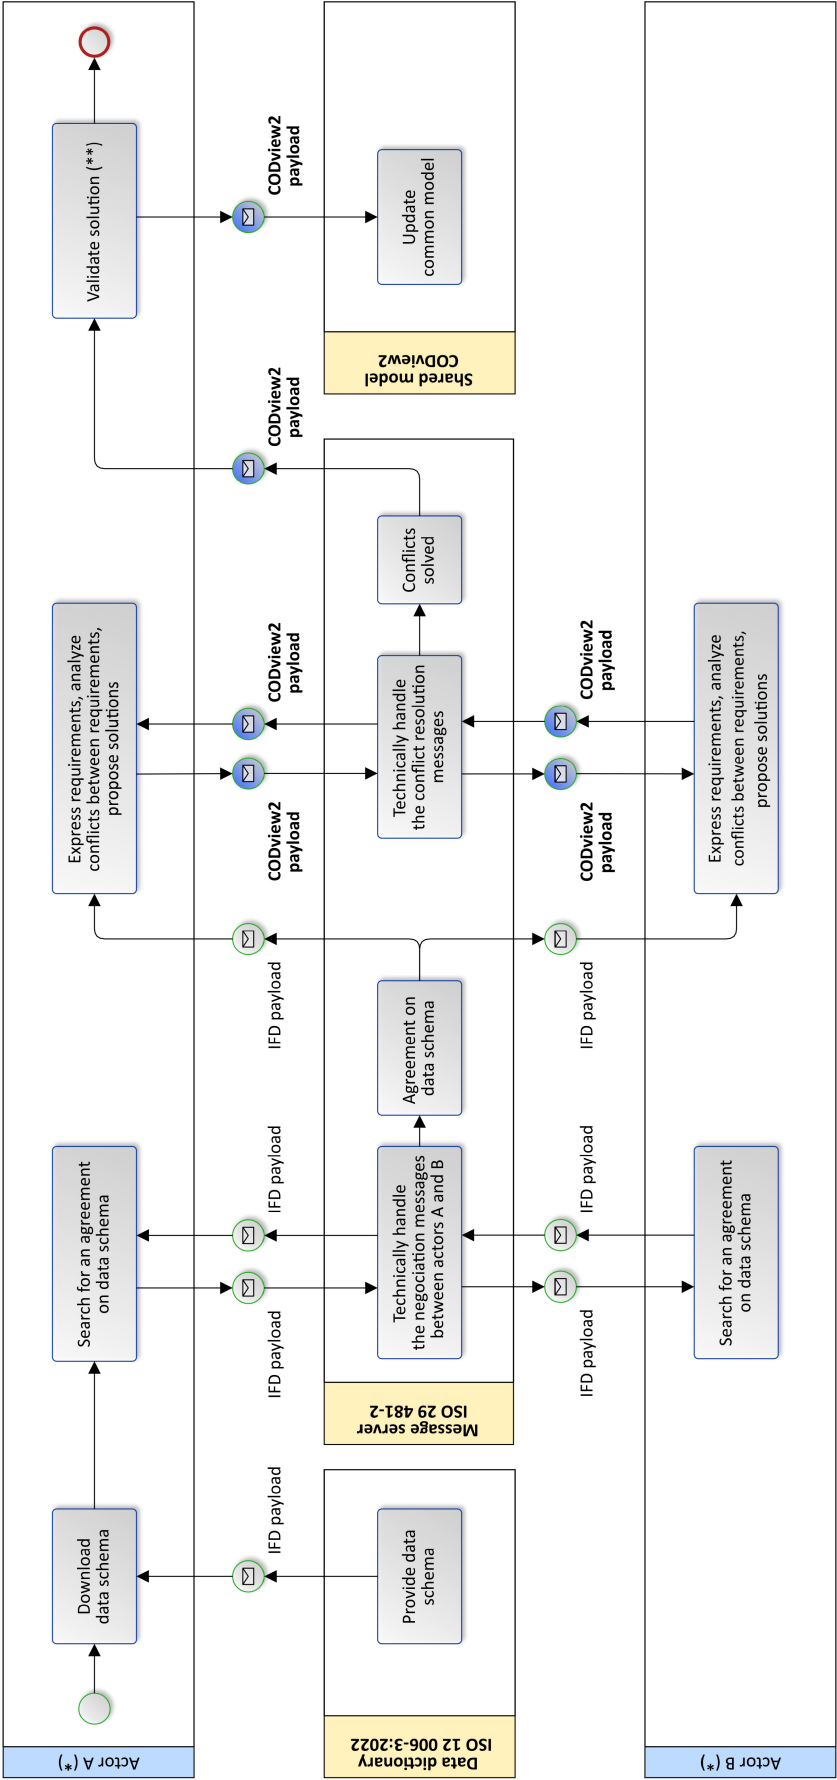 Actor A (*)
Download
data schema
Search for an agreement
on data schema
Express requirements, analyze
conflicts between requirements,
propose solutions
Validate solution (**)
IFD payload
IFD payload
IFD payload
IFD payload
CODview2
payload
CODview2
payload
CODview2
payload
CODview2
payload
Data dictionary
ISO 12 006-3:2022
Provide data
schema
Message server
ISO 29 481-2
Technically handle
the negociation messages
between actors A and B
Agreement on
data schema
Technically handle
the conflict resolution
messages
Conflicts
solved
Shared model
CODview2
Update
common model
IFD payload
IFD payload
IFD payload
CODview2
payload
CODview2
payload
Actor B (*)
Search for an agreement
on data schema
Express requirements, analyze
conflicts between requirements,
propose solutions